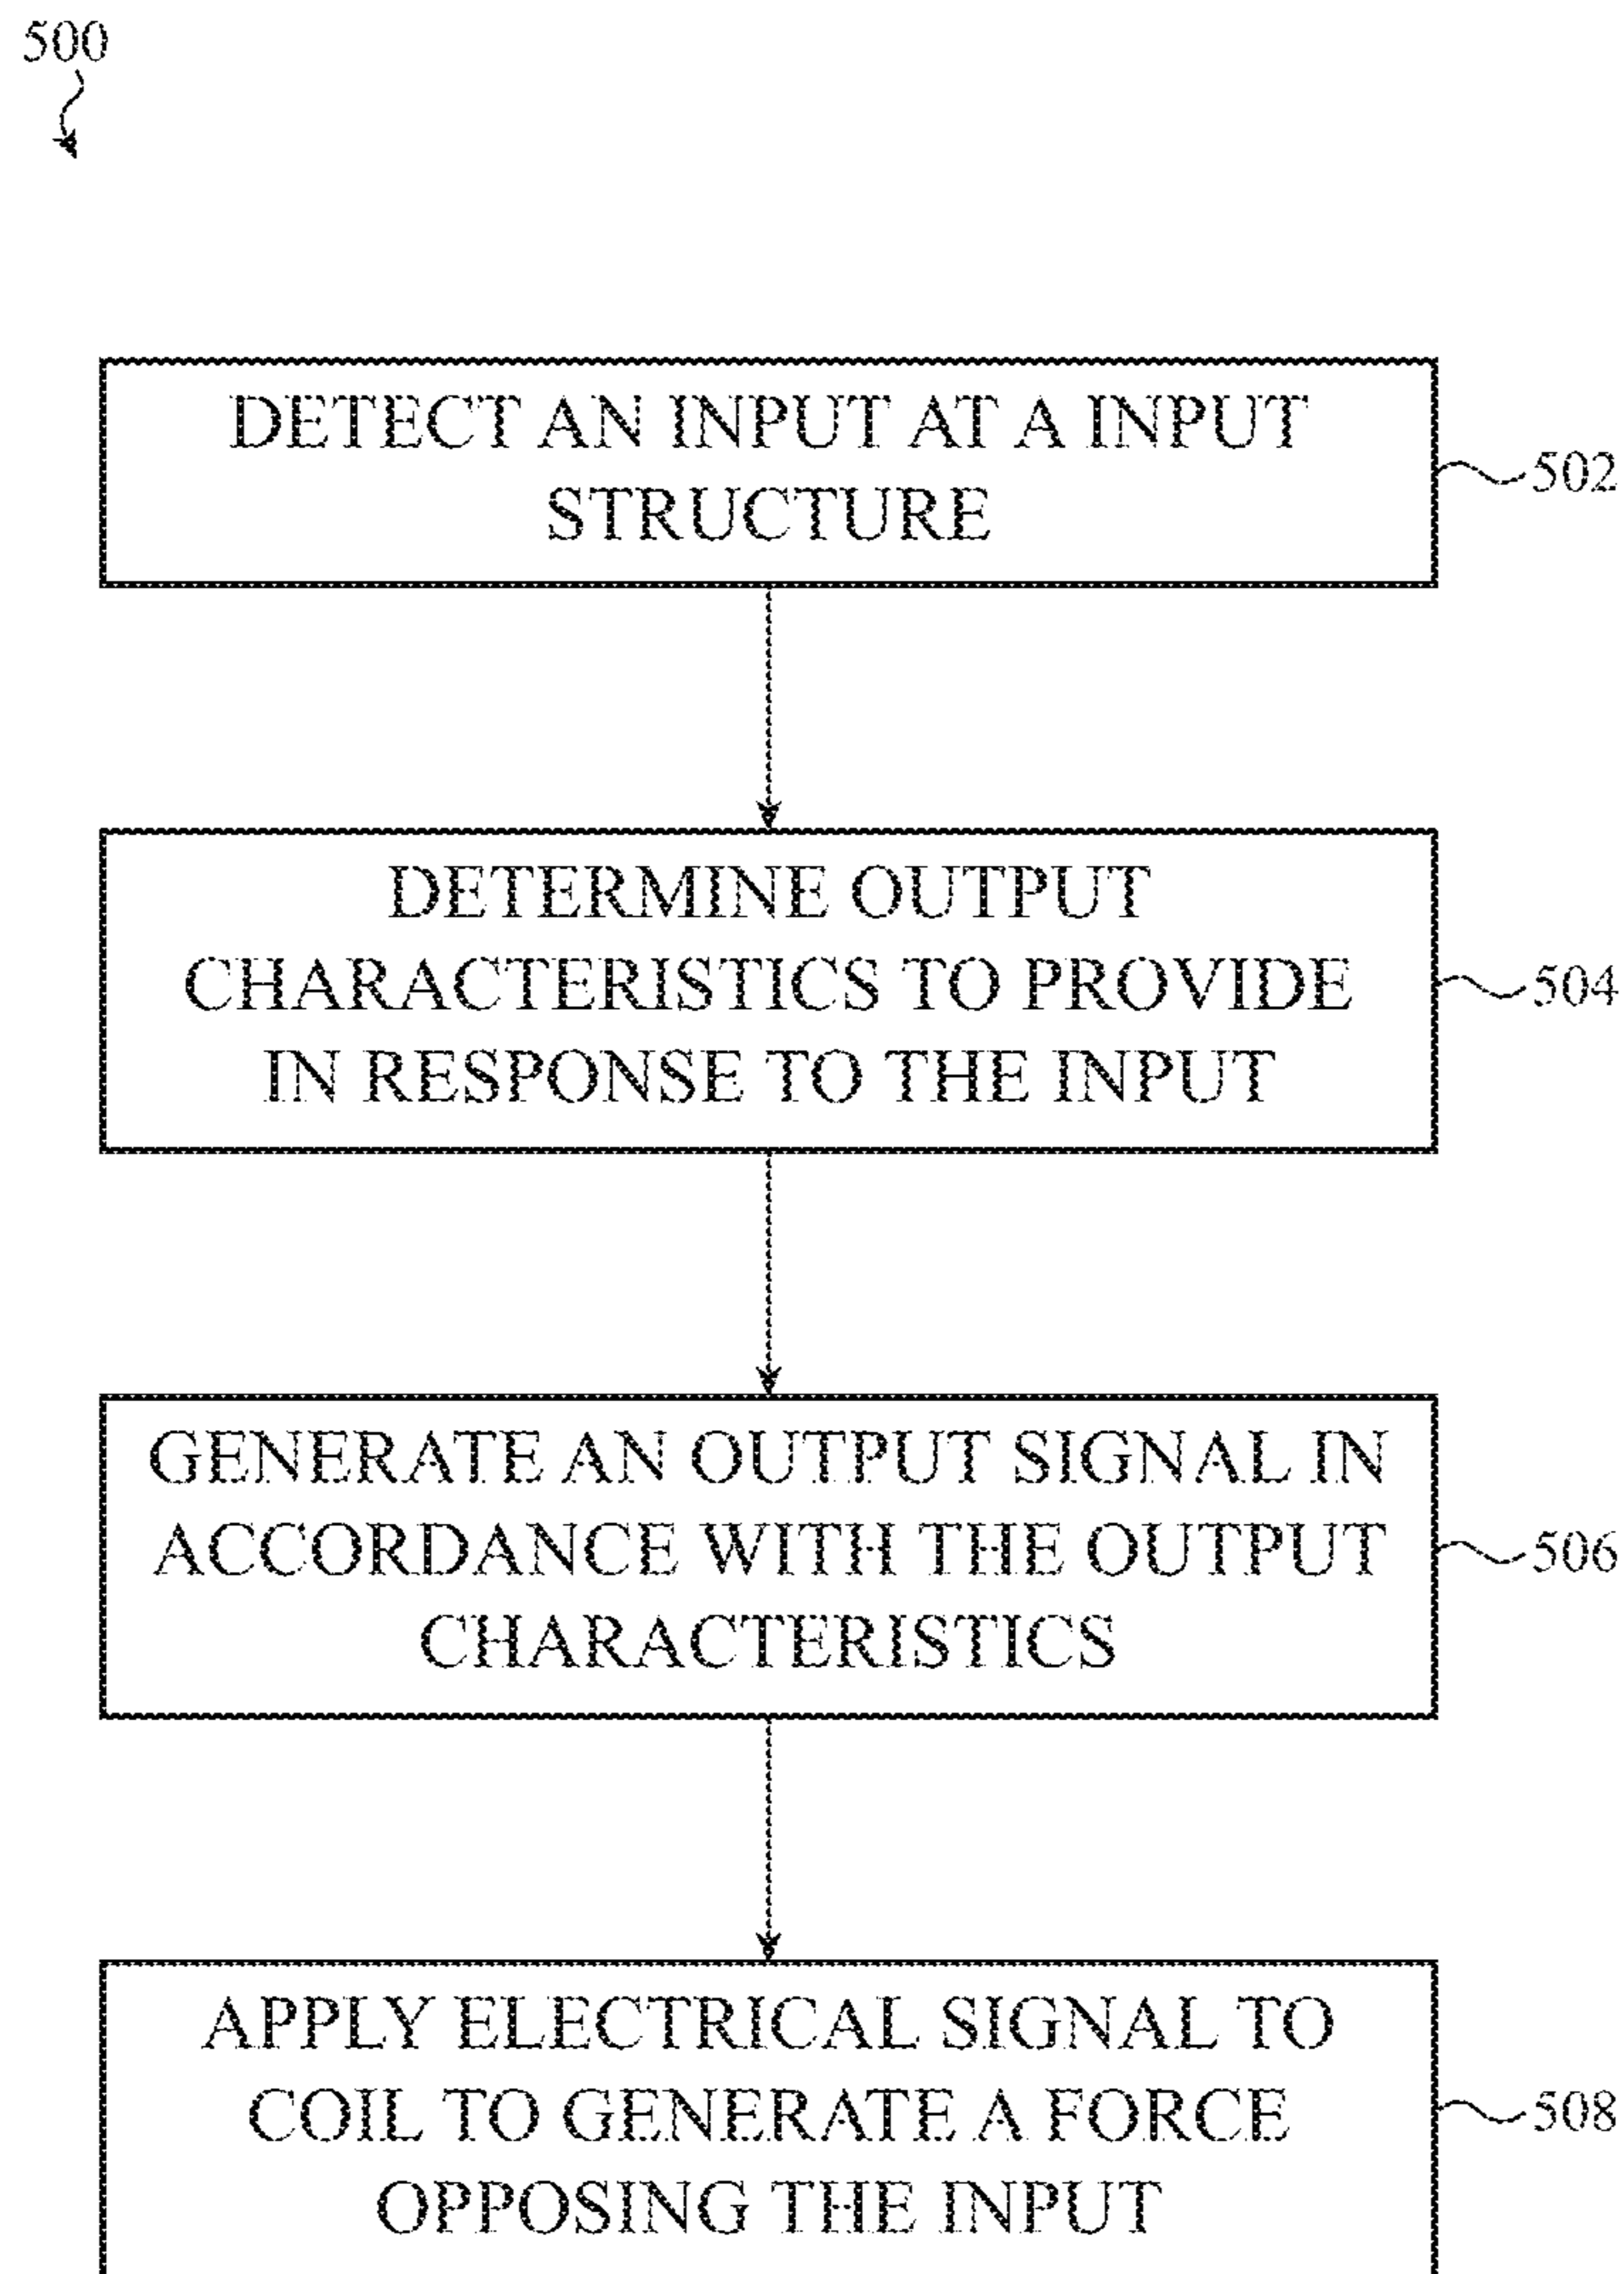 500
DETECT AN INPUT AT A INPUT
STRUCTURE
502
DETERMINE OUTPUT
CHARACTERISTICS TO PROVIDE
IN RESPONSE TO THE INPUT
504
GENERATE AN OUTPUT SIGNAL IN
ACCORDANCE WITH THE OUTPUT
CHARACTERISTICS
506
APPLY ELECTRICAL SIGNAL TO
COIL TO GENERATE A FORCE
OPPOSING THE INPUT
508